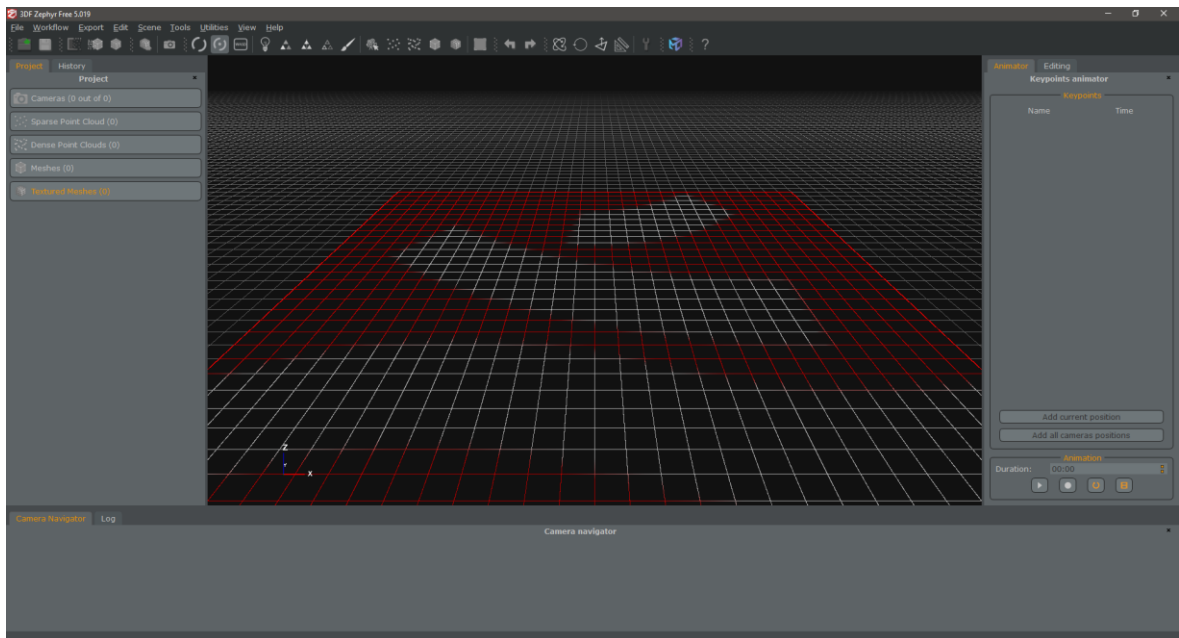 3DF Zephyr Free 5.019
File Workflow Export Edit Scene Tools Utilities View Help
Project History
Project
Cameras (0 out of 0)
Sparse Point Cloud (0)
Dense Point Clouds (0)
Meshes (0)
Textured Meshes (0)
Z
X
Animator Editing
Keypoints animator
Keypoints
Name Time
Add current position
Add all cameras positions
Animation
Duration: 00:00
Camera Navigator Log
Camera navigator